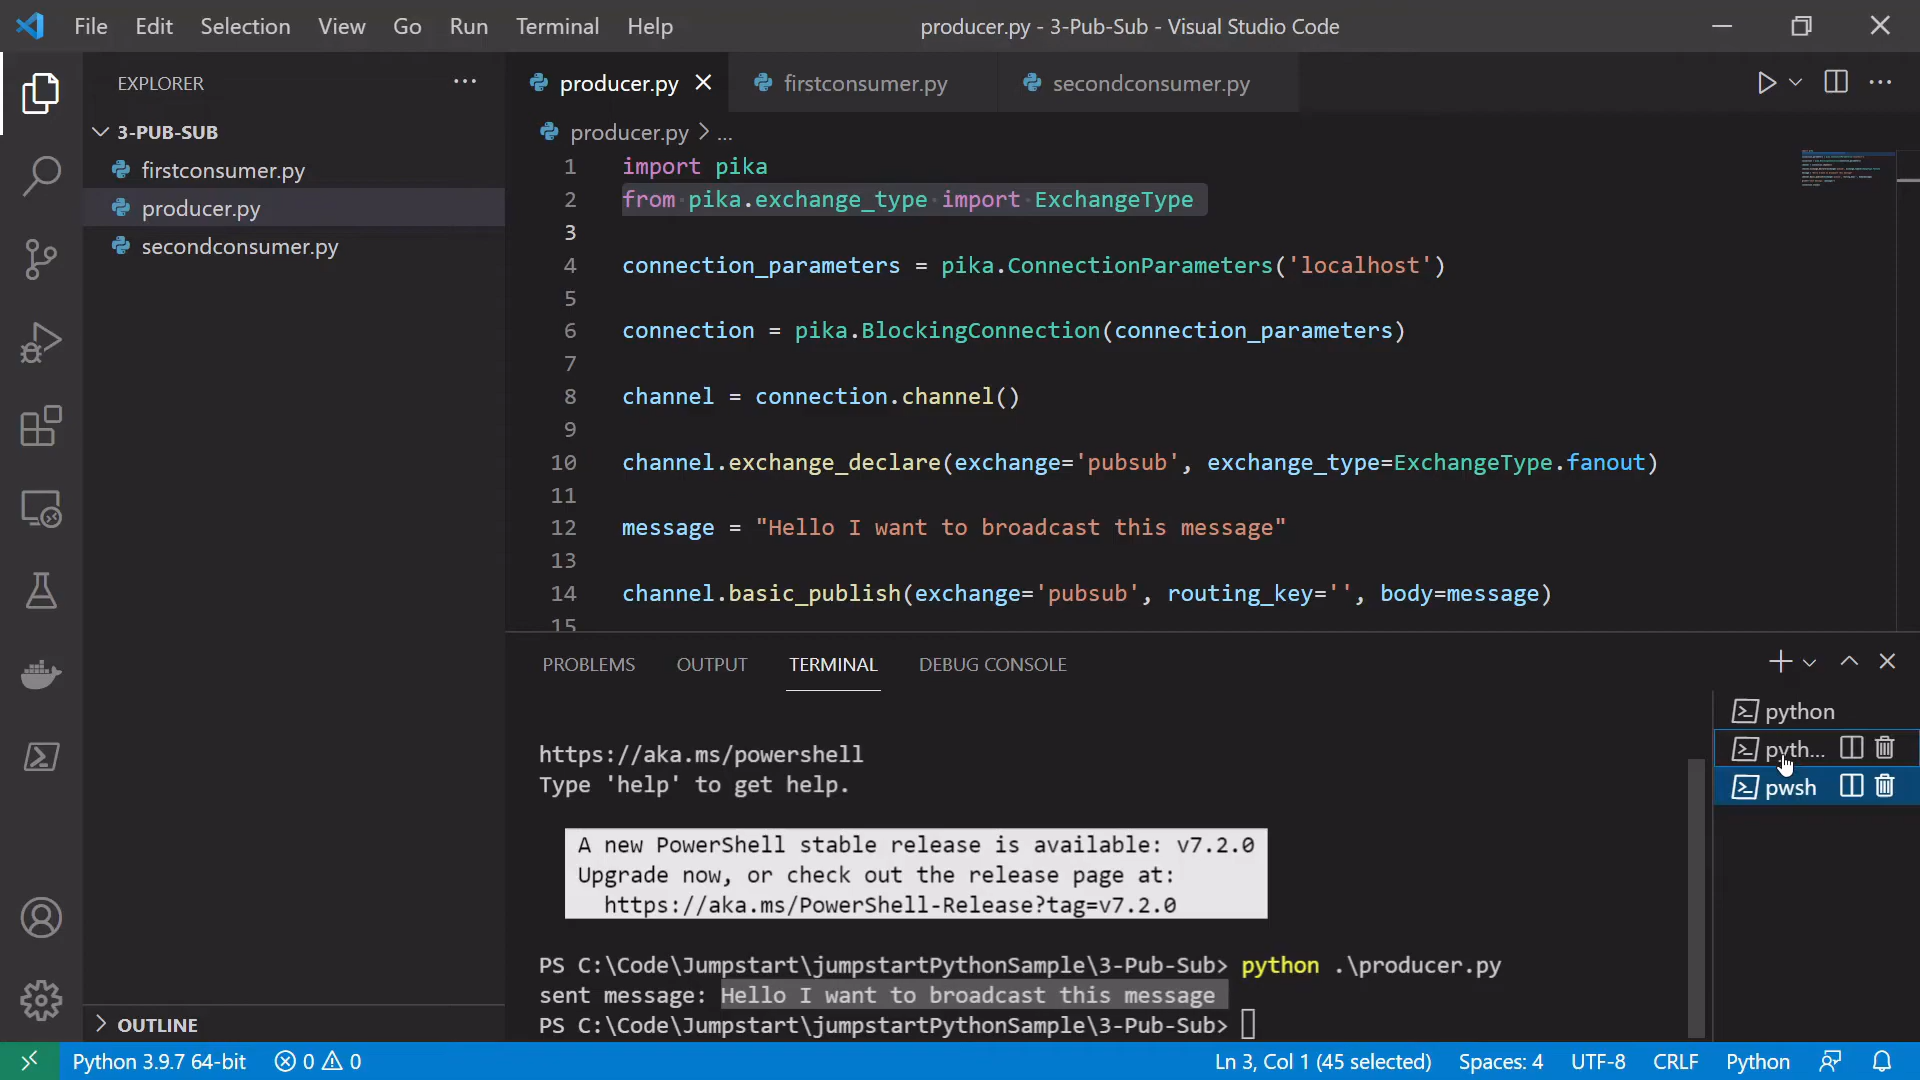 File Edit Selection View Go Run Terminal Help
producer.py - 3-Pub-Sub - Visual Studio Code
EXPLORER
3-PUB-SUB
firstconsumer.py
producer.py
secondconsumer.py
OUTLINE
producer.py firstconsumer.py secondconsumer.py
producer.py > ...
1 import pika
2 from pika.exchange_type import ExchangeType
3
4 connection_parameters = pika.ConnectionParameters('localhost')
5
6 connection = pika.BlockingConnection(connection_parameters)
7
8 channel = connection.channel()
9
10 channel.exchange_declare(exchange='pubsub', exchange_type=ExchangeType.fanout)
11
12 message = "Hello I want to broadcast this message"
13
14 channel.basic_publish(exchange='pubsub', routing_key='', body=message)
15
PROBLEMS OUTPUT TERMINAL DEBUG CONSOLE
https://aka.ms/powershell
Type 'help' to get help.
A new PowerShell stable release is available: v7.2.0
Upgrade now, or check out the release page at:
https://aka.ms/PowerShell-Release?tag=v7.2.0
PS C:\Code\Jumpstart\jumpstartPythonSample\3-Pub-Sub> python .\producer.py
sent message: Hello I want to broadcast this message
PS C:\Code\Jumpstart\jumpstartPythonSample\3-Pub-Sub>
python
pyth...
pwsh
Python 3.9.7 64-bit 0 0 Ln 3, Col 1 (45 selected) Spaces: 4 UTF-8 CRLF Python